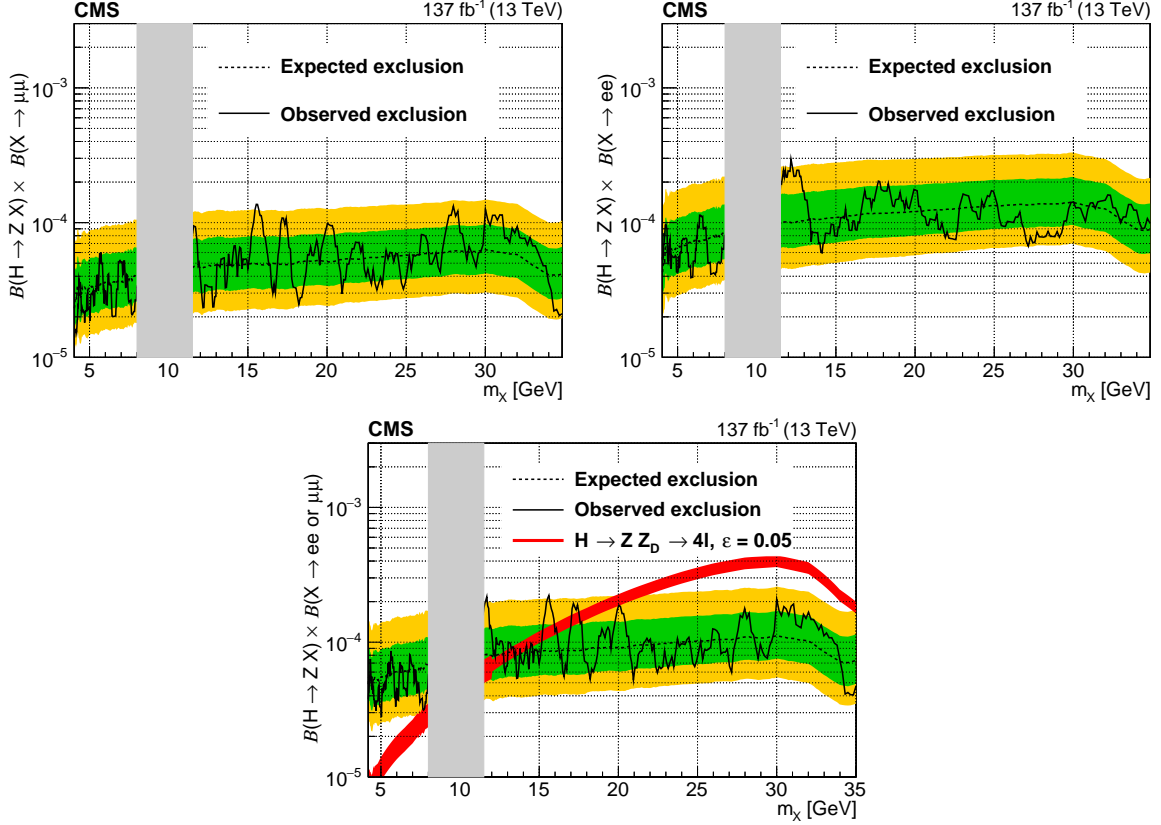 CMS 137 fb⁻¹ (13 TeV)
B(H → Z X) × B(X → μμ)
10⁻³
10⁻⁴
10⁻⁵
Expected exclusion
Observed exclusion
5 10 15 20 25 30
m_X [GeV]
CMS 137 fb⁻¹ (13 TeV)
B(H → Z X) × B(X → ee)
10⁻³
10⁻⁴
10⁻⁵
Expected exclusion
Observed exclusion
5 10 15 20 25 30
m_X [GeV]
CMS 137 fb⁻¹ (13 TeV)
B(H → Z X) × B(X → ee or μμ)
10⁻³
10⁻⁴
10⁻⁵
Expected exclusion
Observed exclusion
H → Z Z_D → 4l, ε = 0.05
5 10 15 20 25 30 35
m_X [GeV]